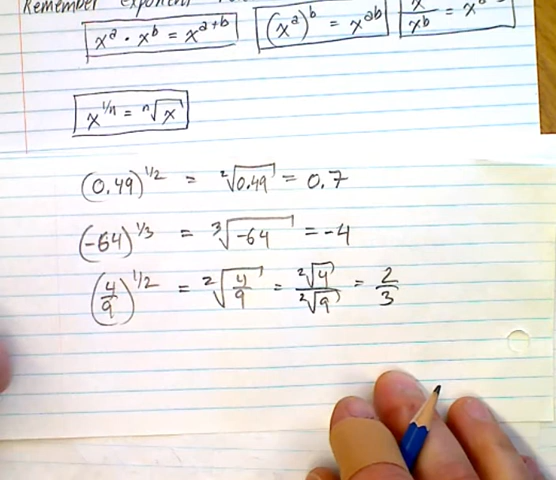 Remember exponent
x^a · x^b = x^(a+b) (x^a)^b = x^(ab) x/x^b = x
x^(1/n) = ⁿ√x
(0.49)^(1/2) = ²√0.49 = 0.7
(-64)^(1/3) = ³√-64 = -4
(4/9)^(1/2) = ²√(4/9) = ²√4/²√9 = 2/3